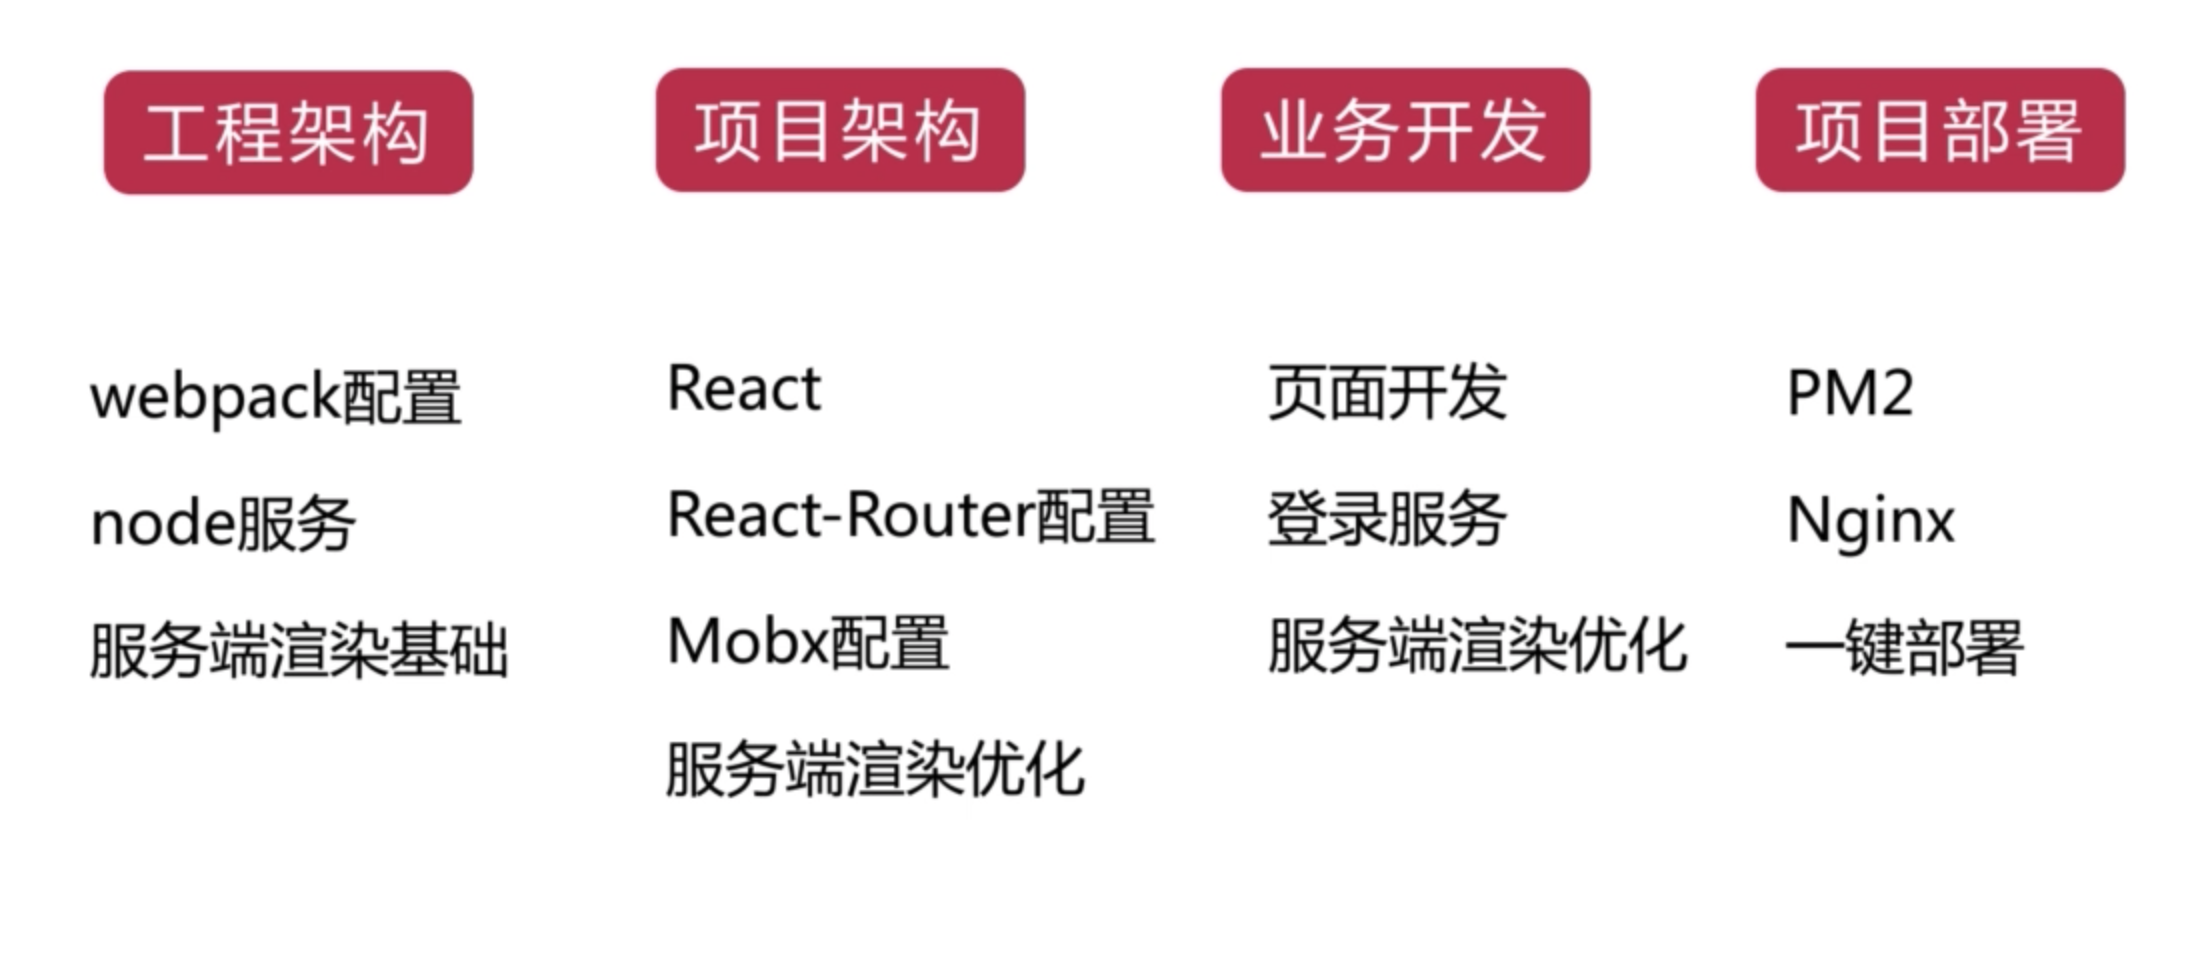 工程架构
webpack配置
node服务
服务端渲染基础
项目架构
React
React-Router配置
Mobx配置
服务端渲染优化
业务开发
页面开发
登录服务
服务端渲染优化
项目部署
PM2
Nginx
一键部署